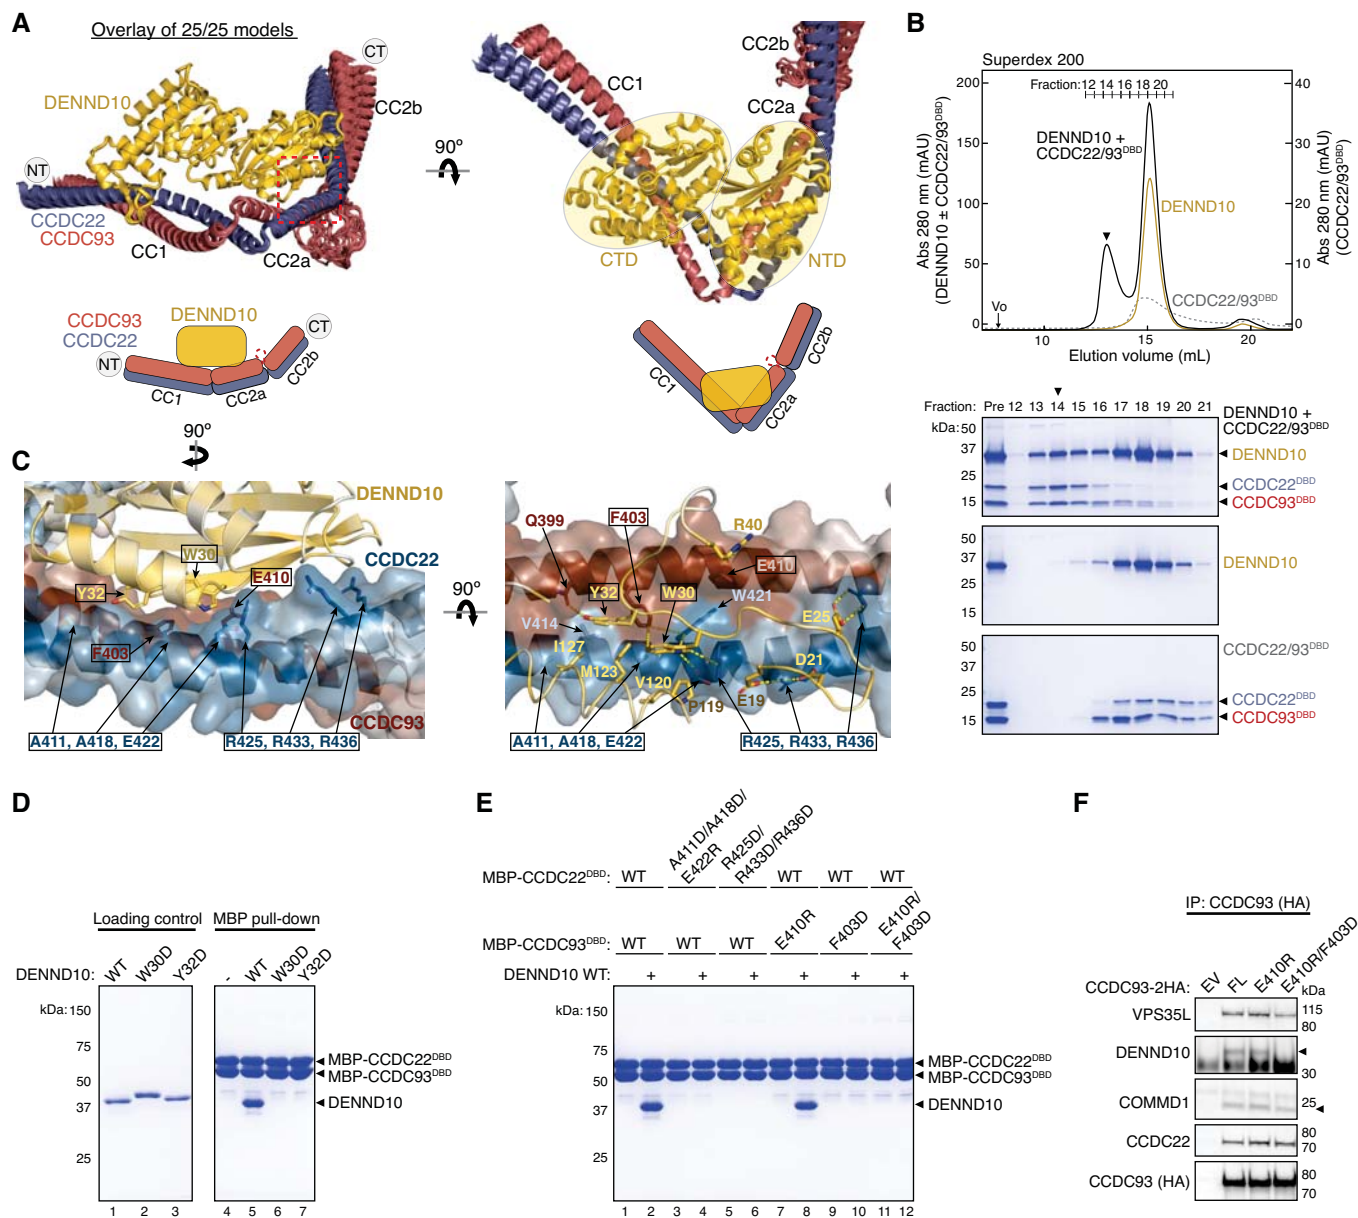 A
Overlay of 25/25 models
CT
DENND10
CC2b
NT
CCDC22
CCDC93
CC1
CC2a
90º
CC2b
CC1
CC2a
CTD
NTD
CCDC93
CCDC22
DENND10
CT
NT
CC1
CC2a
CC2b
CC1
CC2a
CC2b
90º
B
Superdex 200
Fraction: 12 14 16 18 20
DENND10 +
CCDC22/93DBD
DENND10
CCDC22/93DBD
Vo
200
150
100
50
0
40
30
20
10
0
Abs 280 nm (mAU)
(DENND10 ± CCDC22/93DBD)
Abs 280 nm (mAU)
(CCDC22/93DBD)
10 15 20
Elution volume (mL)
Fraction: Pre 12 13 14 15 16 17 18 19 20 21
DENND10 +
CCDC22/93DBD
kDa: 50
37
25
15
DENND10
CCDC22DBD
CCDC93DBD
50
37
25
15
DENND10
50
37
25
15
CCDC22/93DBD
CCDC22DBD
CCDC93DBD
C
DENND10
W30
CCDC22
Y32
E410
F403
CCDC93
A411, A418, E422
R425, R433, R436
90º
Q399
F403
R40
E410
Y32
W30
W421
V414
E25
I127
M123
D21
V120
P119
E19
A411, A418, E422
R425, R433, R436
D
Loading control
MBP pull-down
DENND10: WT W30D Y32D - WT W30D Y32D
kDa: 150
75
50
37
25
MBP-CCDC22DBD
MBP-CCDC93DBD
DENND10
1 2 3 4 5 6 7
E
MBP-CCDC22DBD: WT A411D/A418D/E422R R425D/R433D/R436D WT WT WT
MBP-CCDC93DBD: WT WT WT E410R F403D E410R/F403D
DENND10 WT: + + + + + +
kDa: 150
75
50
37
25
MBP-CCDC22DBD
MBP-CCDC93DBD
DENND10
1 2 3 4 5 6 7 8 9 10 11 12
F
IP: CCDC93 (HA)
CCDC93-2HA: EV FL E410R E410R/F403D
kDa
VPS35L 115
80
DENND10
30
COMMD1 25
CCDC22 80
70
CCDC93 (HA) 80
70